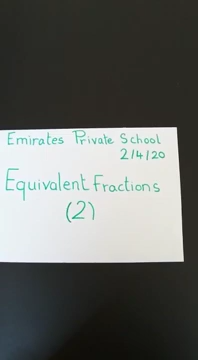 Emirates Private School
2/4/20
Equivalent Fractions
(2)